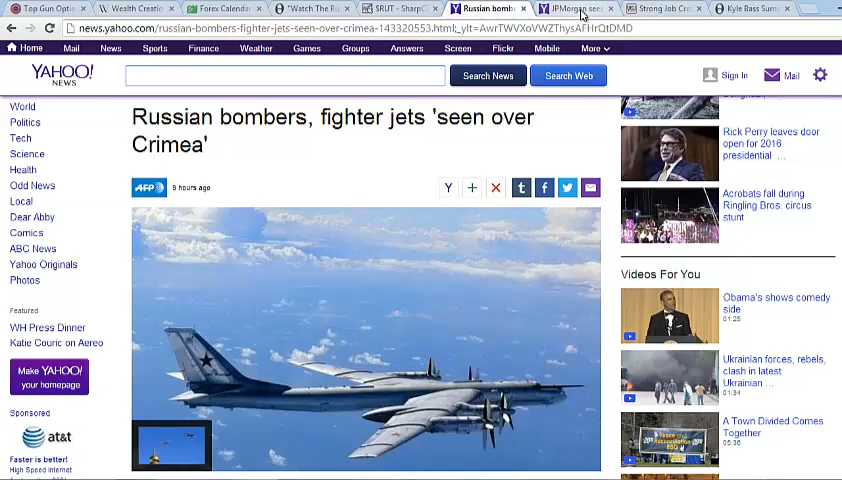 Top Gun Optio
Wealth Creatio
Forex Calendar
"Watch The Ru
$RUT - SharpC
Russian bomb
JPMorgan see
Strong Job Cre
Kyle Bass Sum
news.yahoo.com/russian-bombers-fighter-jets-seen-over-crimea-143320553.html;_ylt=AwrTWVXoVWZThysAFHrQtDMD
Home
Mail
News
Sports
Finance
Weather
Games
Groups
Answers
Screen
Flickr
Mobile
More
YAHOO!
NEWS
Search News
Search Web
Sign In
Mail
World
Politics
Tech
Science
Health
Odd News
Local
Dear Abby
Comics
ABC News
Yahoo Originals
Photos
Featured
WH Press Dinner
Katie Couric on Aereo
Make YAHOO!
your homepage
Sponsored
at&t
Faster is better!
High Speed Internet
Russian bombers, fighter jets 'seen over
Crimea'
AFP
9 hours ago
Rick Perry leaves door
open for 2016
presidential ...
Acrobats fall during
Ringling Bros. circus
stunt
Videos For You
Obama's shows comedy
side
01:25
Ukrainian forces, rebels,
clash in latest
Ukrainian ...
01:34
A Town Divided Comes
Together
05:38